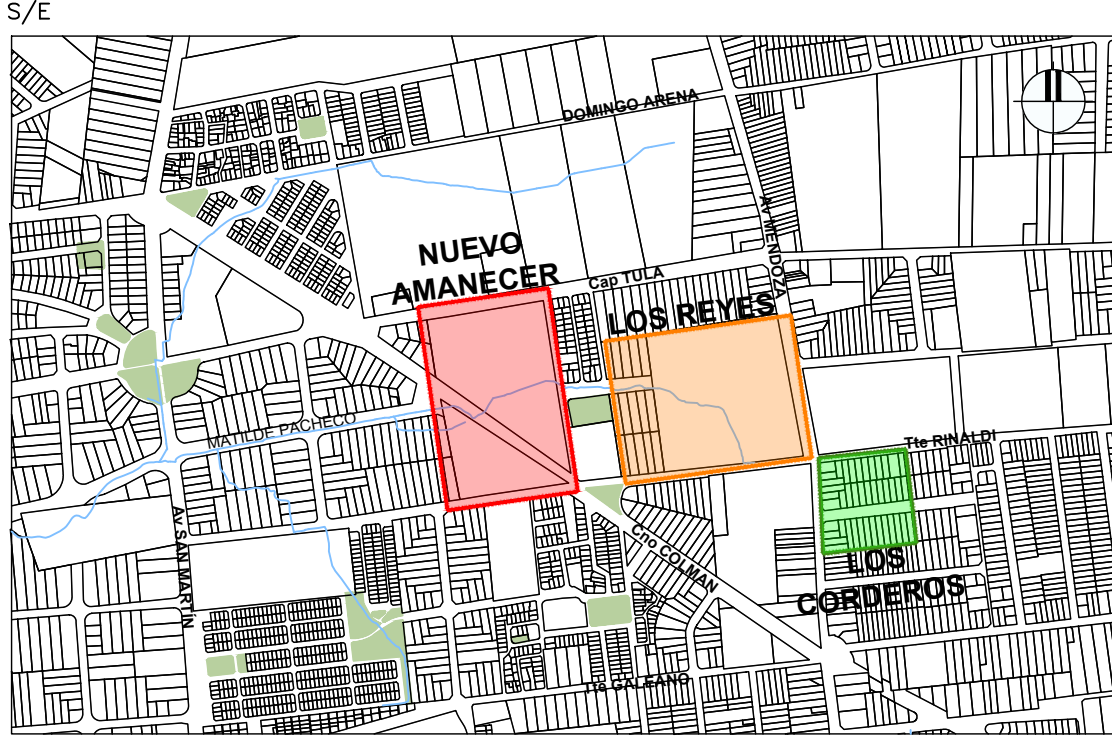 S/E
DOMINGO ARENA
Av MENDOZA
NUEVO
AMANECER
Cap TULA
LOS REYES
MATILDE PACHECO
Tte RINALDI
Av SAN MARTIN
Cno COLMAN
LOS
CORDEROS
Tte GALEANO